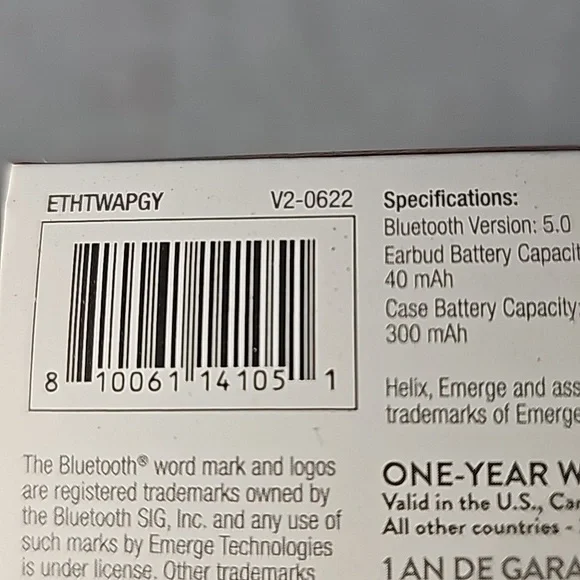 ETHTWAPGY V2-0622
8 10061 14105 1
Specifications:
Bluetooth Version: 5.0
Earbud Battery
40 mAh
Case Battery Capacity:
300 mAh
Helix, Emerge and
trademarks of Emerge
ONE-YEAR
Valid in the U.S.,
All other countries -
1 AN DE
The Bluetooth® word mark and logos
are registered trademarks owned by
the Bluetooth SIG, Inc. and any use of
such marks by Emerge Technologies
is under license. Other trademarks